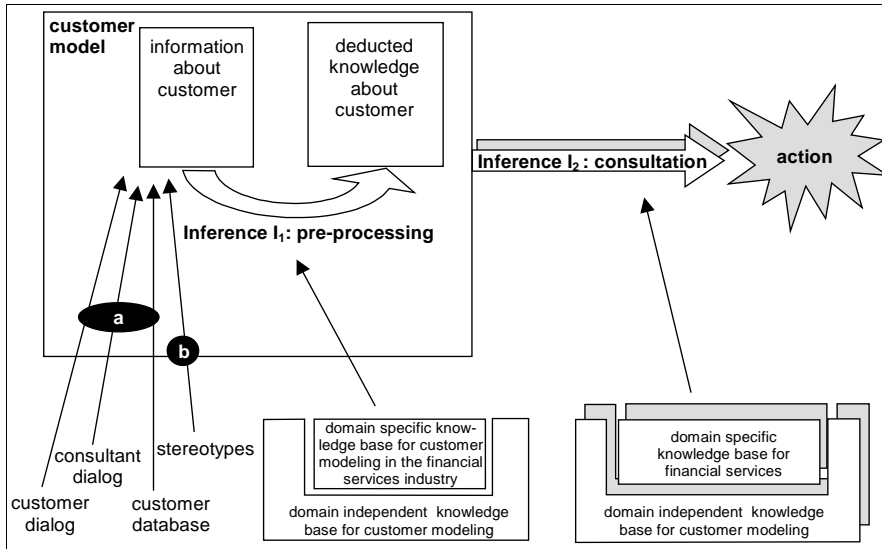 customer
model
information
about
customer
deducted
knowledge
about
customer
Inference I₂ : consultation
action
Inference I₁: pre-processing
a
b
stereotypes
consultant
dialog
customer
dialog
customer
database
domain specific know-
ledge base for customer
modeling in the financial
services industry
domain independent knowledge
base for customer modeling
domain specific
knowledge base for
financial services
domain independent knowledge
base for customer modeling